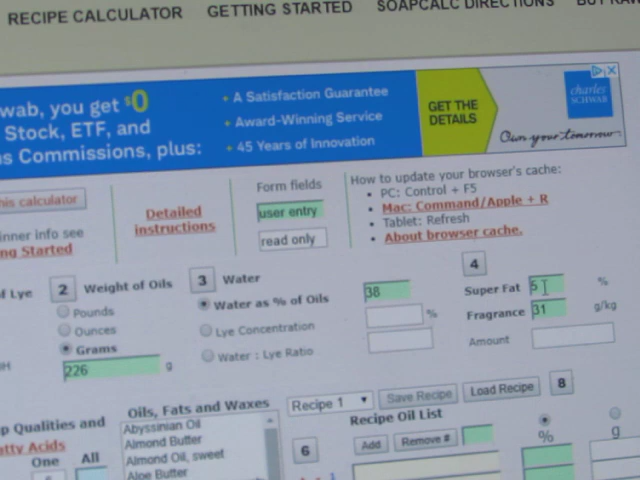 RECIPE CALCULATOR GETTING STARTED SOAPCALC DIRECTIONS
wab, you get $0
Stock, ETF, and
s Commissions, plus:
+ A Satisfaction Guarantee
+ Award-Winning Service
+ 45 Years of Innovation
GET THE
DETAILS
charles
SCHWAB
Own your tomorrow
his calculator
inner info see
ng Started
Detailed
instructions
Form fields
user entry
read only
How to update your browser's cache:
• PC: Control + F5
• Mac: Command/Apple + R
• Tablet: Refresh
• About browser cache.
of Lye
2 Weight of Oils
Pounds
Ounces
Grams
226 g
3 Water
Water as % of Oils 38
Lye Concentration %
Water : Lye Ratio
4
Super Fat 5 %
Fragrance 31 g/kg
Amount
p Qualities and
atty Acids
One All
Oils, Fats and Waxes
Abyssinian Oil
Almond Butter
Almond Oil, sweet
Aloe Butter
Recipe 1 Save Recipe Load Recipe 8
Recipe Oil List
6 Add Remove # % g